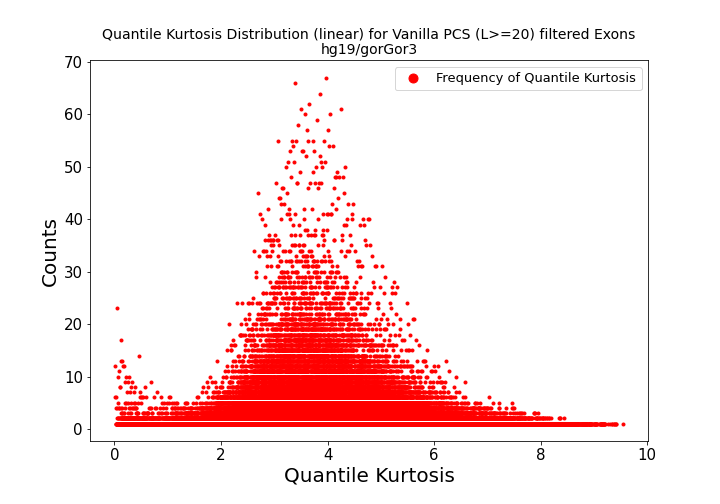 Quantile Kurtosis Distribution (linear) for Vanilla PCS (L>=20) filtered Exons
hg19/gorGor3
Frequency of Quantile Kurtosis
70
60
50
40
30
20
10
0
Counts
0 2 4 6 8 10
Quantile Kurtosis